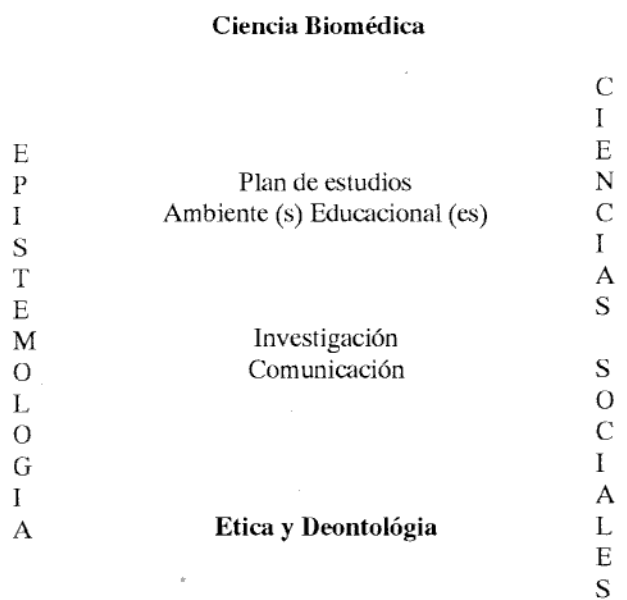 Ciencia Biomédica
EPISTEMOLOGIA
Plan de estudios
Ambiente (s) Educacional (es)
Investigación
Comunicación
Etica y Deontológia
CIENCIAS SOCIALES